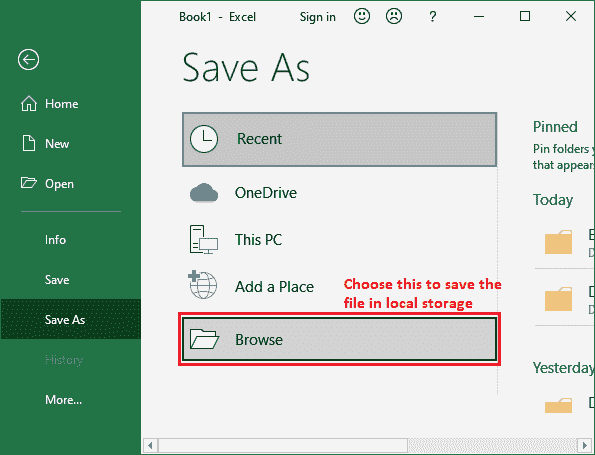 Book1 - Excel
Sign in
?
Save As
Home
New
Open
Info
Save
Save As
History
More...
Recent
OneDrive
This PC
Add a Place
Browse
Choose this to save the
file in local storage
Pinned
Pin folders y
that appears
Today
Yesterday